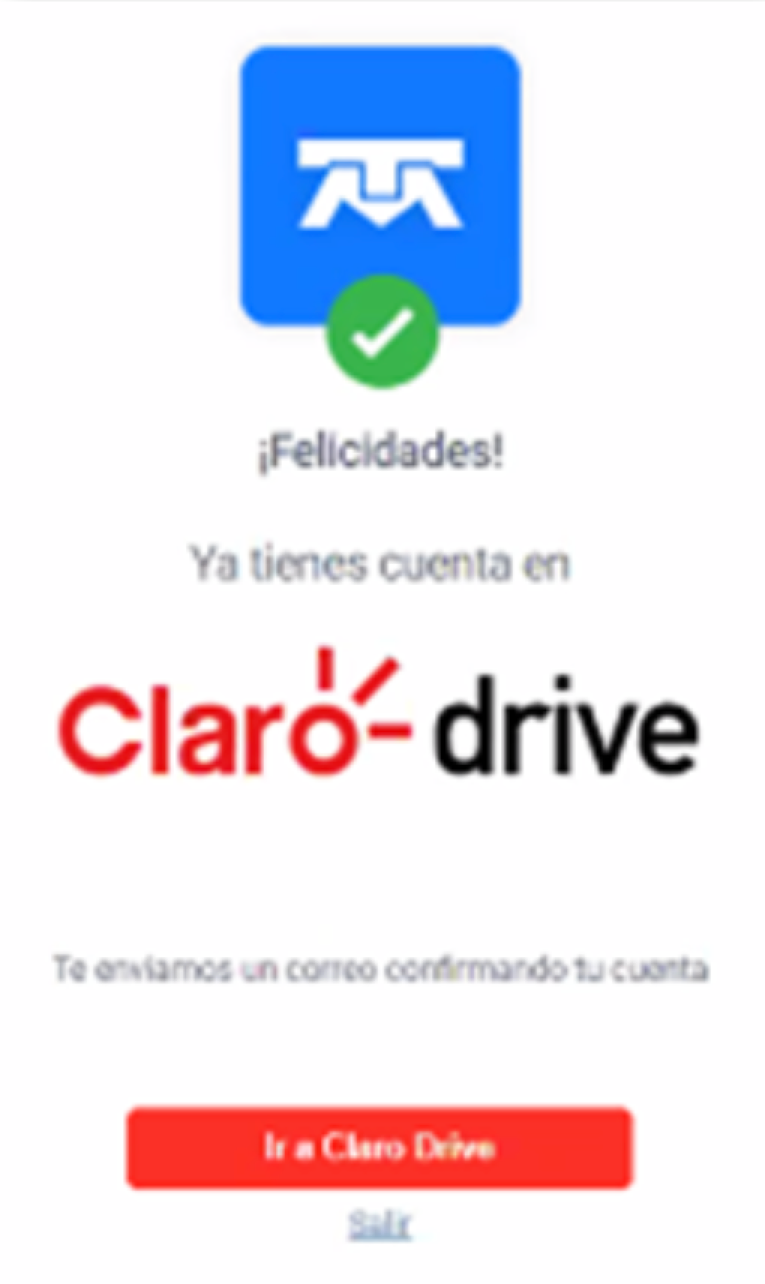 ¡Felicidades!
Ya tienes cuenta en
Claro drive
Te enviamos un correo confirmando tu cuenta
Ir a Claro Drive
Salir